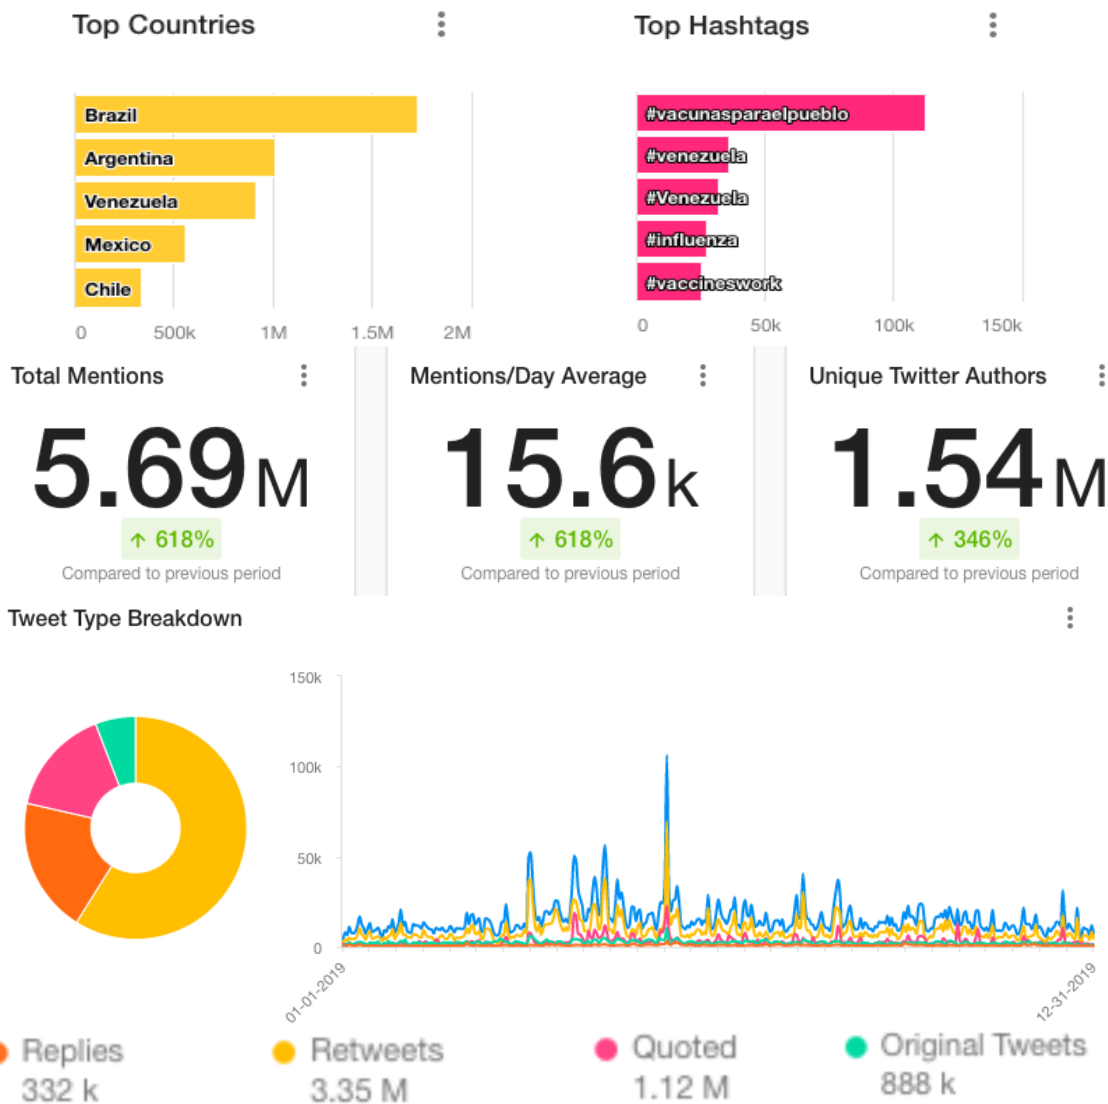 Top Countries
Top Hashtags
Brazil
Argentina
Venezuela
Mexico
Chile
0 500k 1M 1.5M 2M
#vacunasparaelpueblo
#venezuela
#Venezuela
#influenza
#vaccineswork
0 50k 100k 150k
Total Mentions
5.69 M
↑ 618%
Compared to previous period
Mentions/Day Average
15.6 k
↑ 618%
Compared to previous period
Unique Twitter Authors
1.54 M
↑ 346%
Compared to previous period
Tweet Type Breakdown
150k
100k
50k
0
01-01-2019
12-31-2019
Replies
332 k
Retweets
3.35 M
Quoted
1.12 M
Original Tweets
888 k